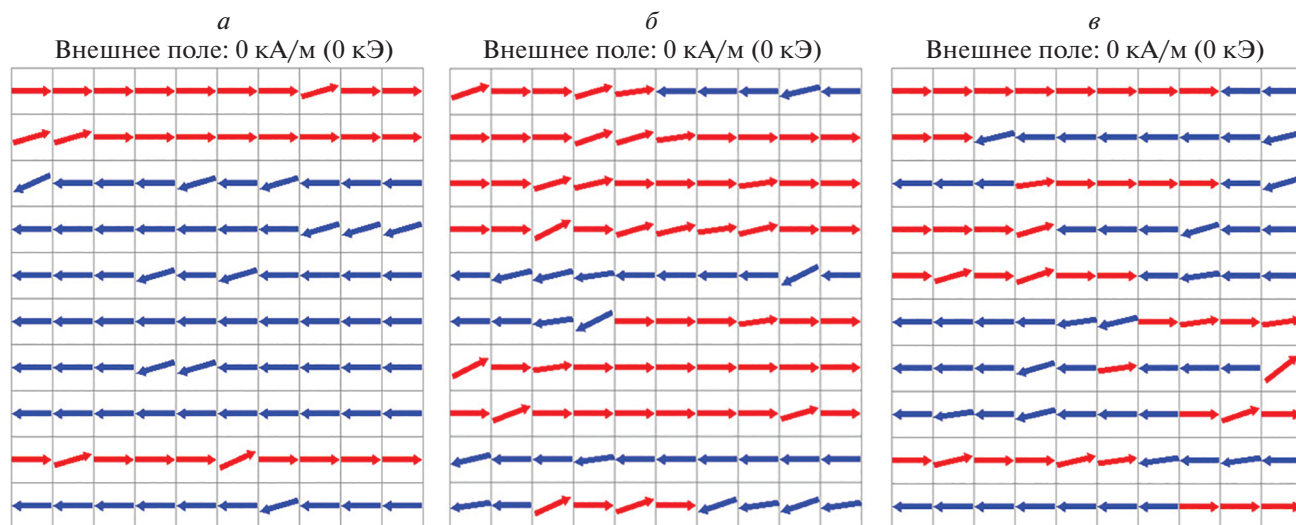 а
Внешнее поле: 0 кА/м (0 кЭ)
б
Внешнее поле: 0 кА/м (0 кЭ)
в
Внешнее поле: 0 кА/м (0 кЭ)